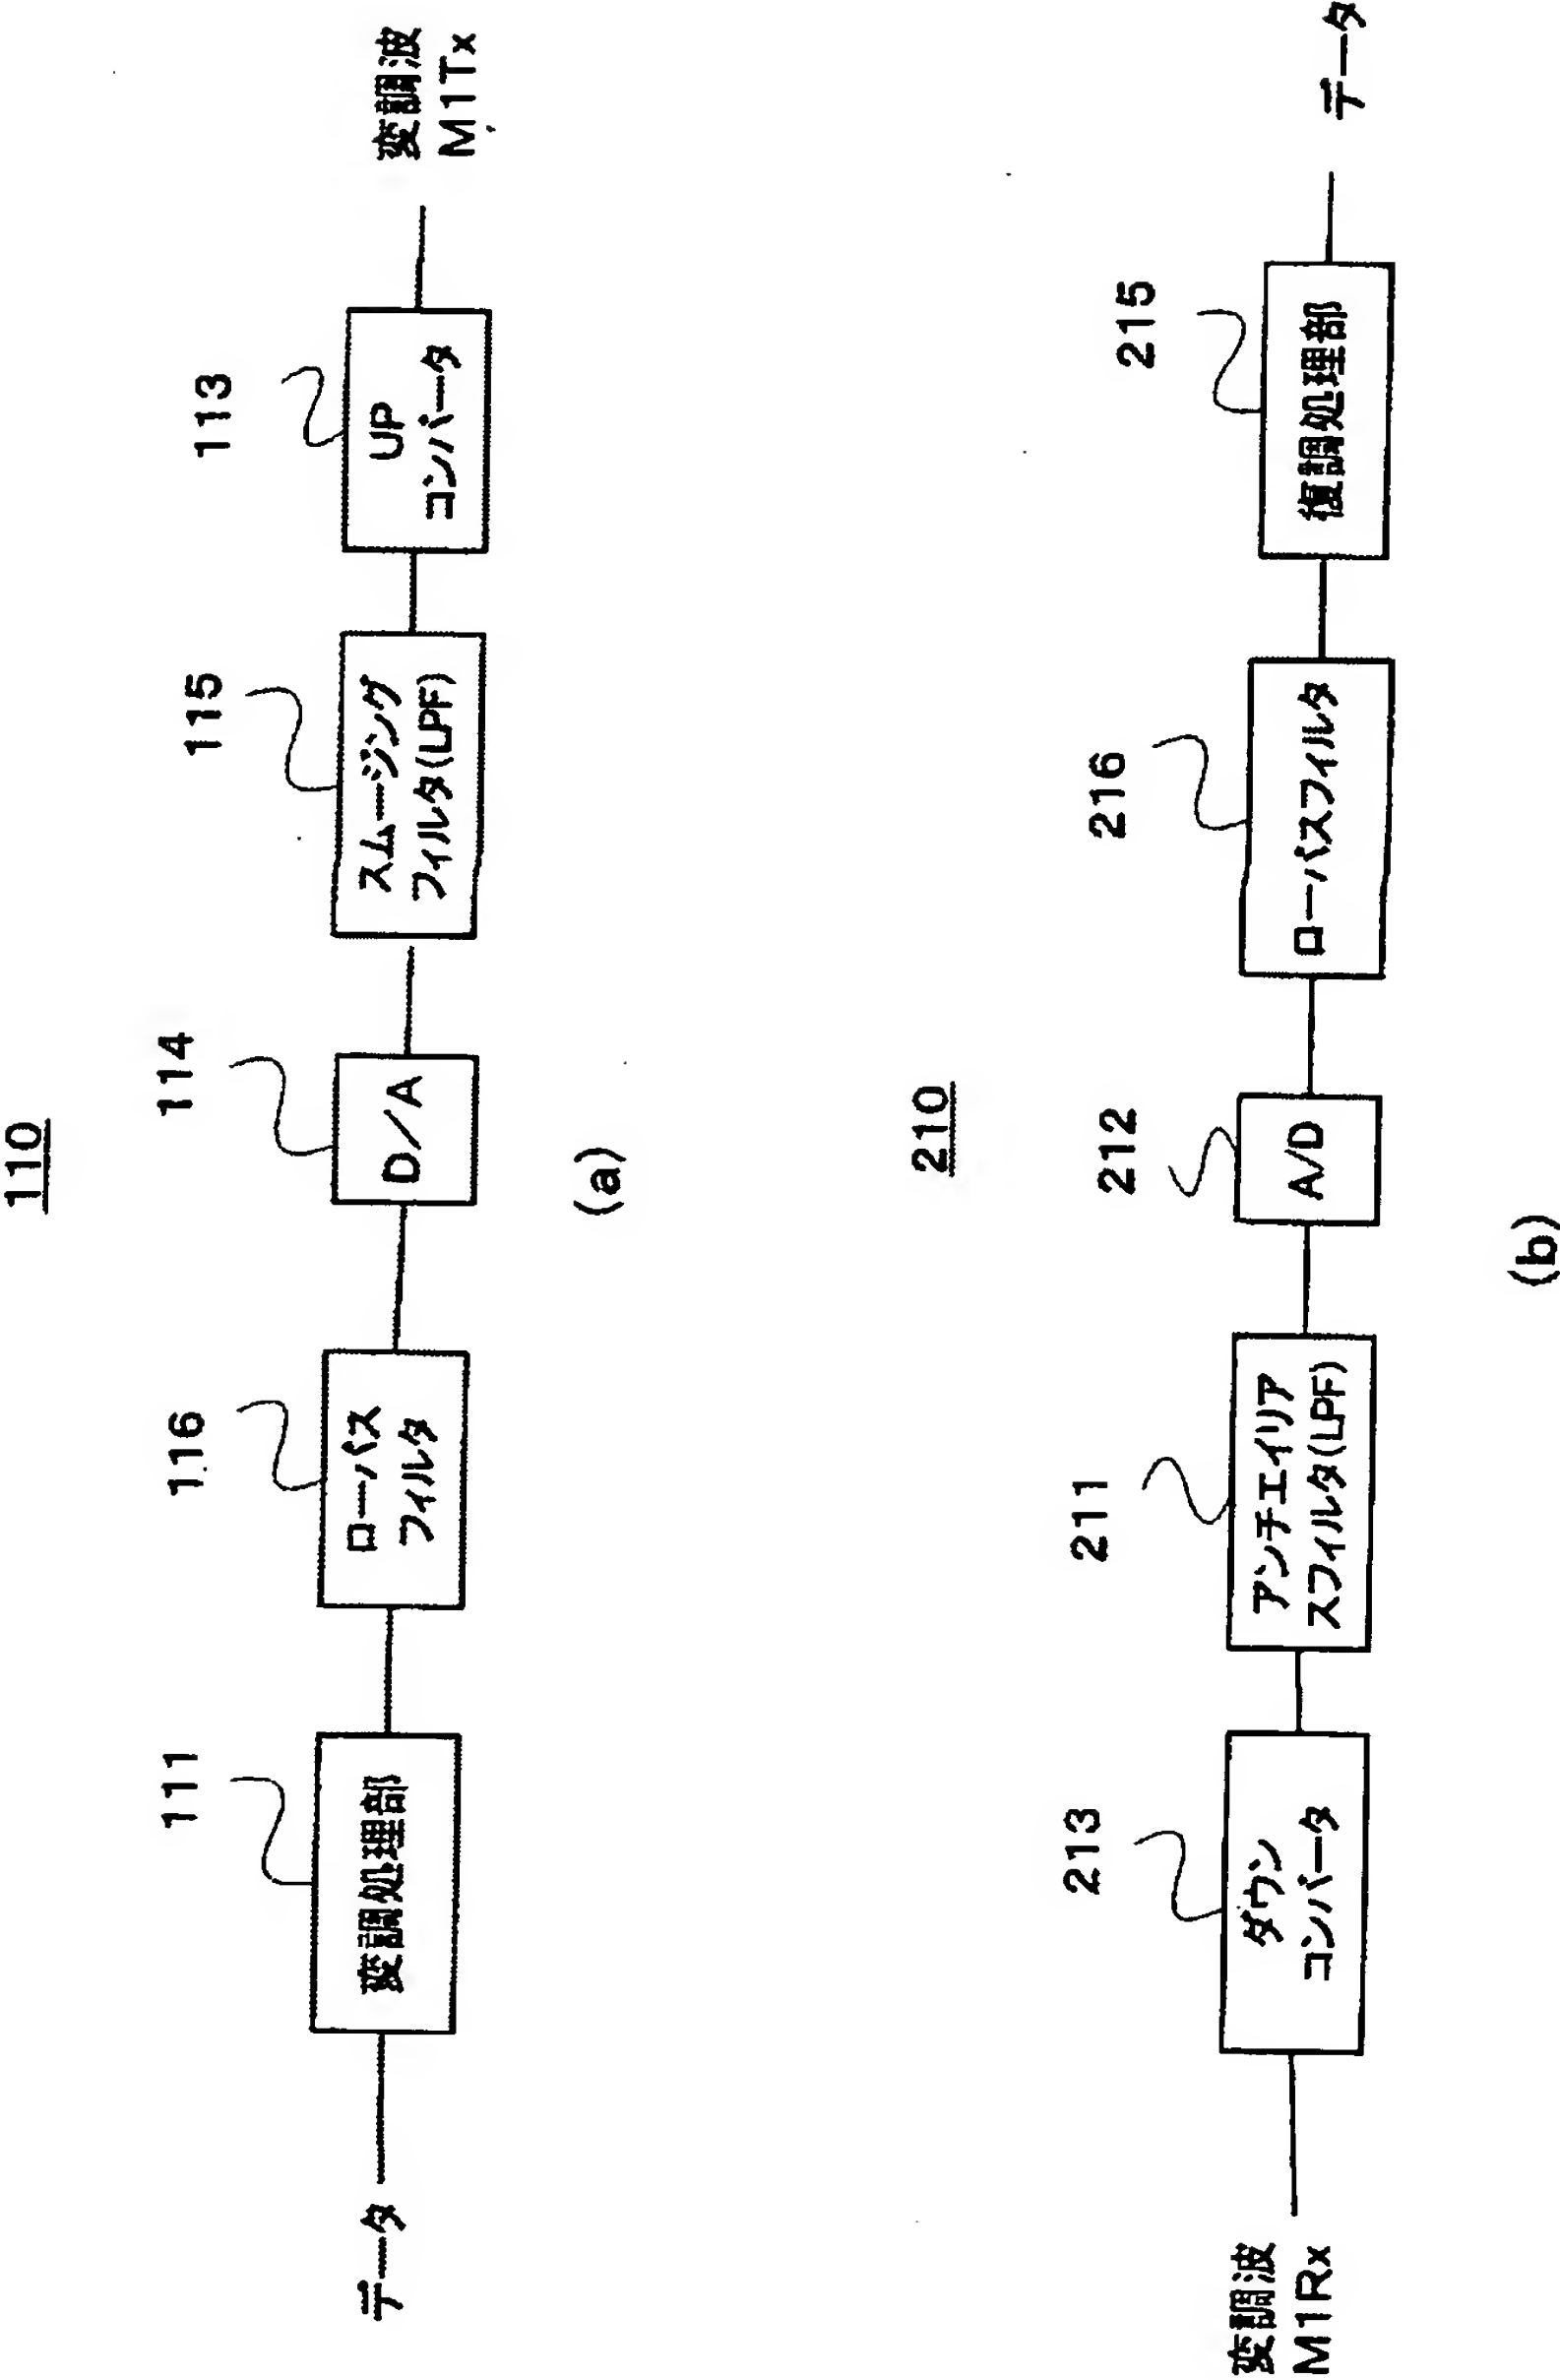 110
データ
111
変調処理部
116
ローパス
フィルタ
114
D/A
115
スムージング
フィルタ(LPF)
113
UP
コンバータ
変調波
M1Tx
(a)
210
変調波
M1Rx
213
ダウン
コンバータ
211
アンチエイリア
スフィルタ(LPF)
212
A/D
216
ローパスフィルタ
215
復調処理部
データ
(b)